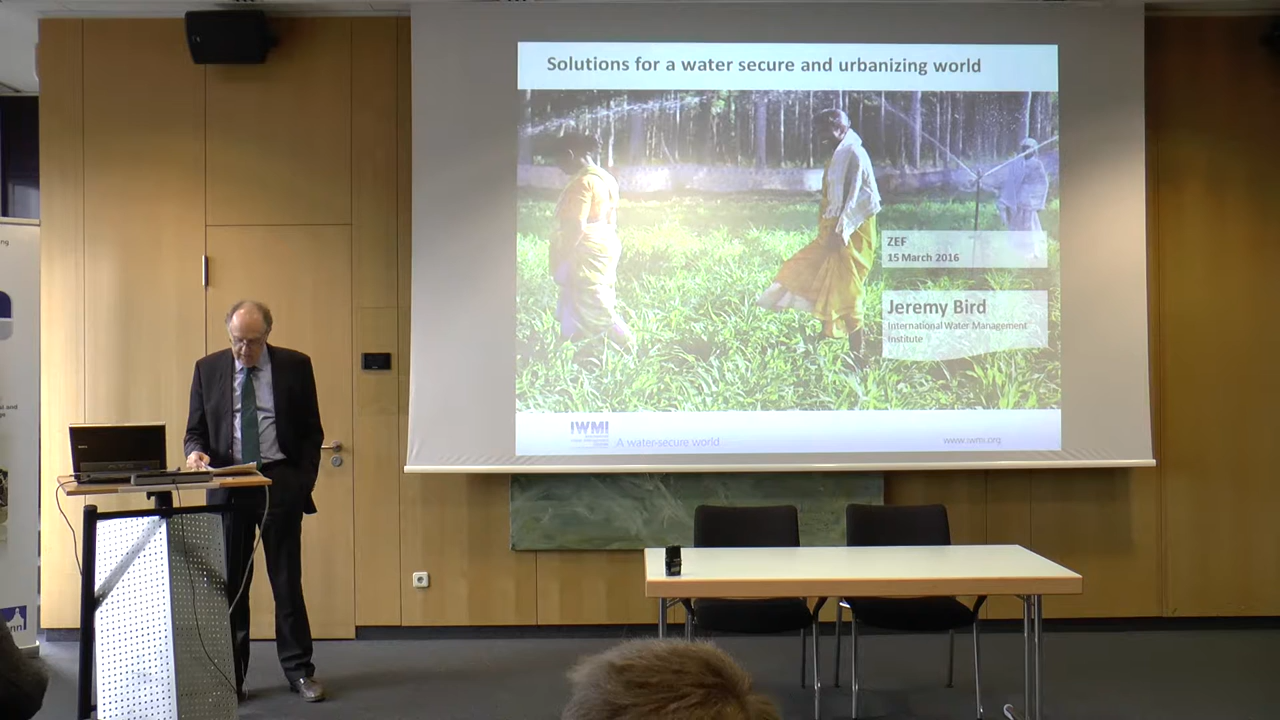 Solutions for a water secure and urbanizing world
ZEF
15 March 2016
Jeremy Bird
International Water Management
Institute
IWMI
A water-secure world
www.iwmi.org